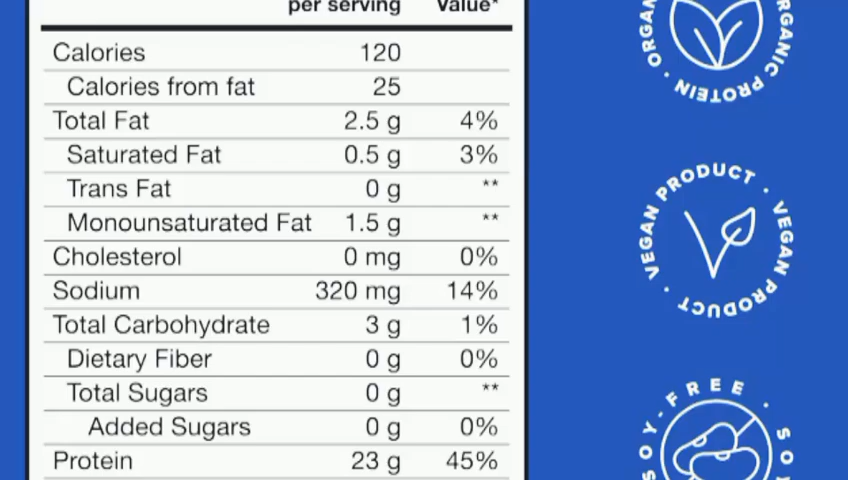 per serving value*
Calories 120
Calories from fat 25
Total Fat 2.5 g 4%
Saturated Fat 0.5 g 3%
Trans Fat 0 g **
Monounsaturated Fat 1.5 g **
Cholesterol 0 mg 0%
Sodium 320 mg 14%
Total Carbohydrate 3 g 1%
Dietary Fiber 0 g 0%
Total Sugars 0 g **
Added Sugars 0 g 0%
Protein 23 g 45%
ORGANIC PROTEIN ·
VEGAN PRODUCT · VEGAN PRODUCT ·
SOY-FREE ·